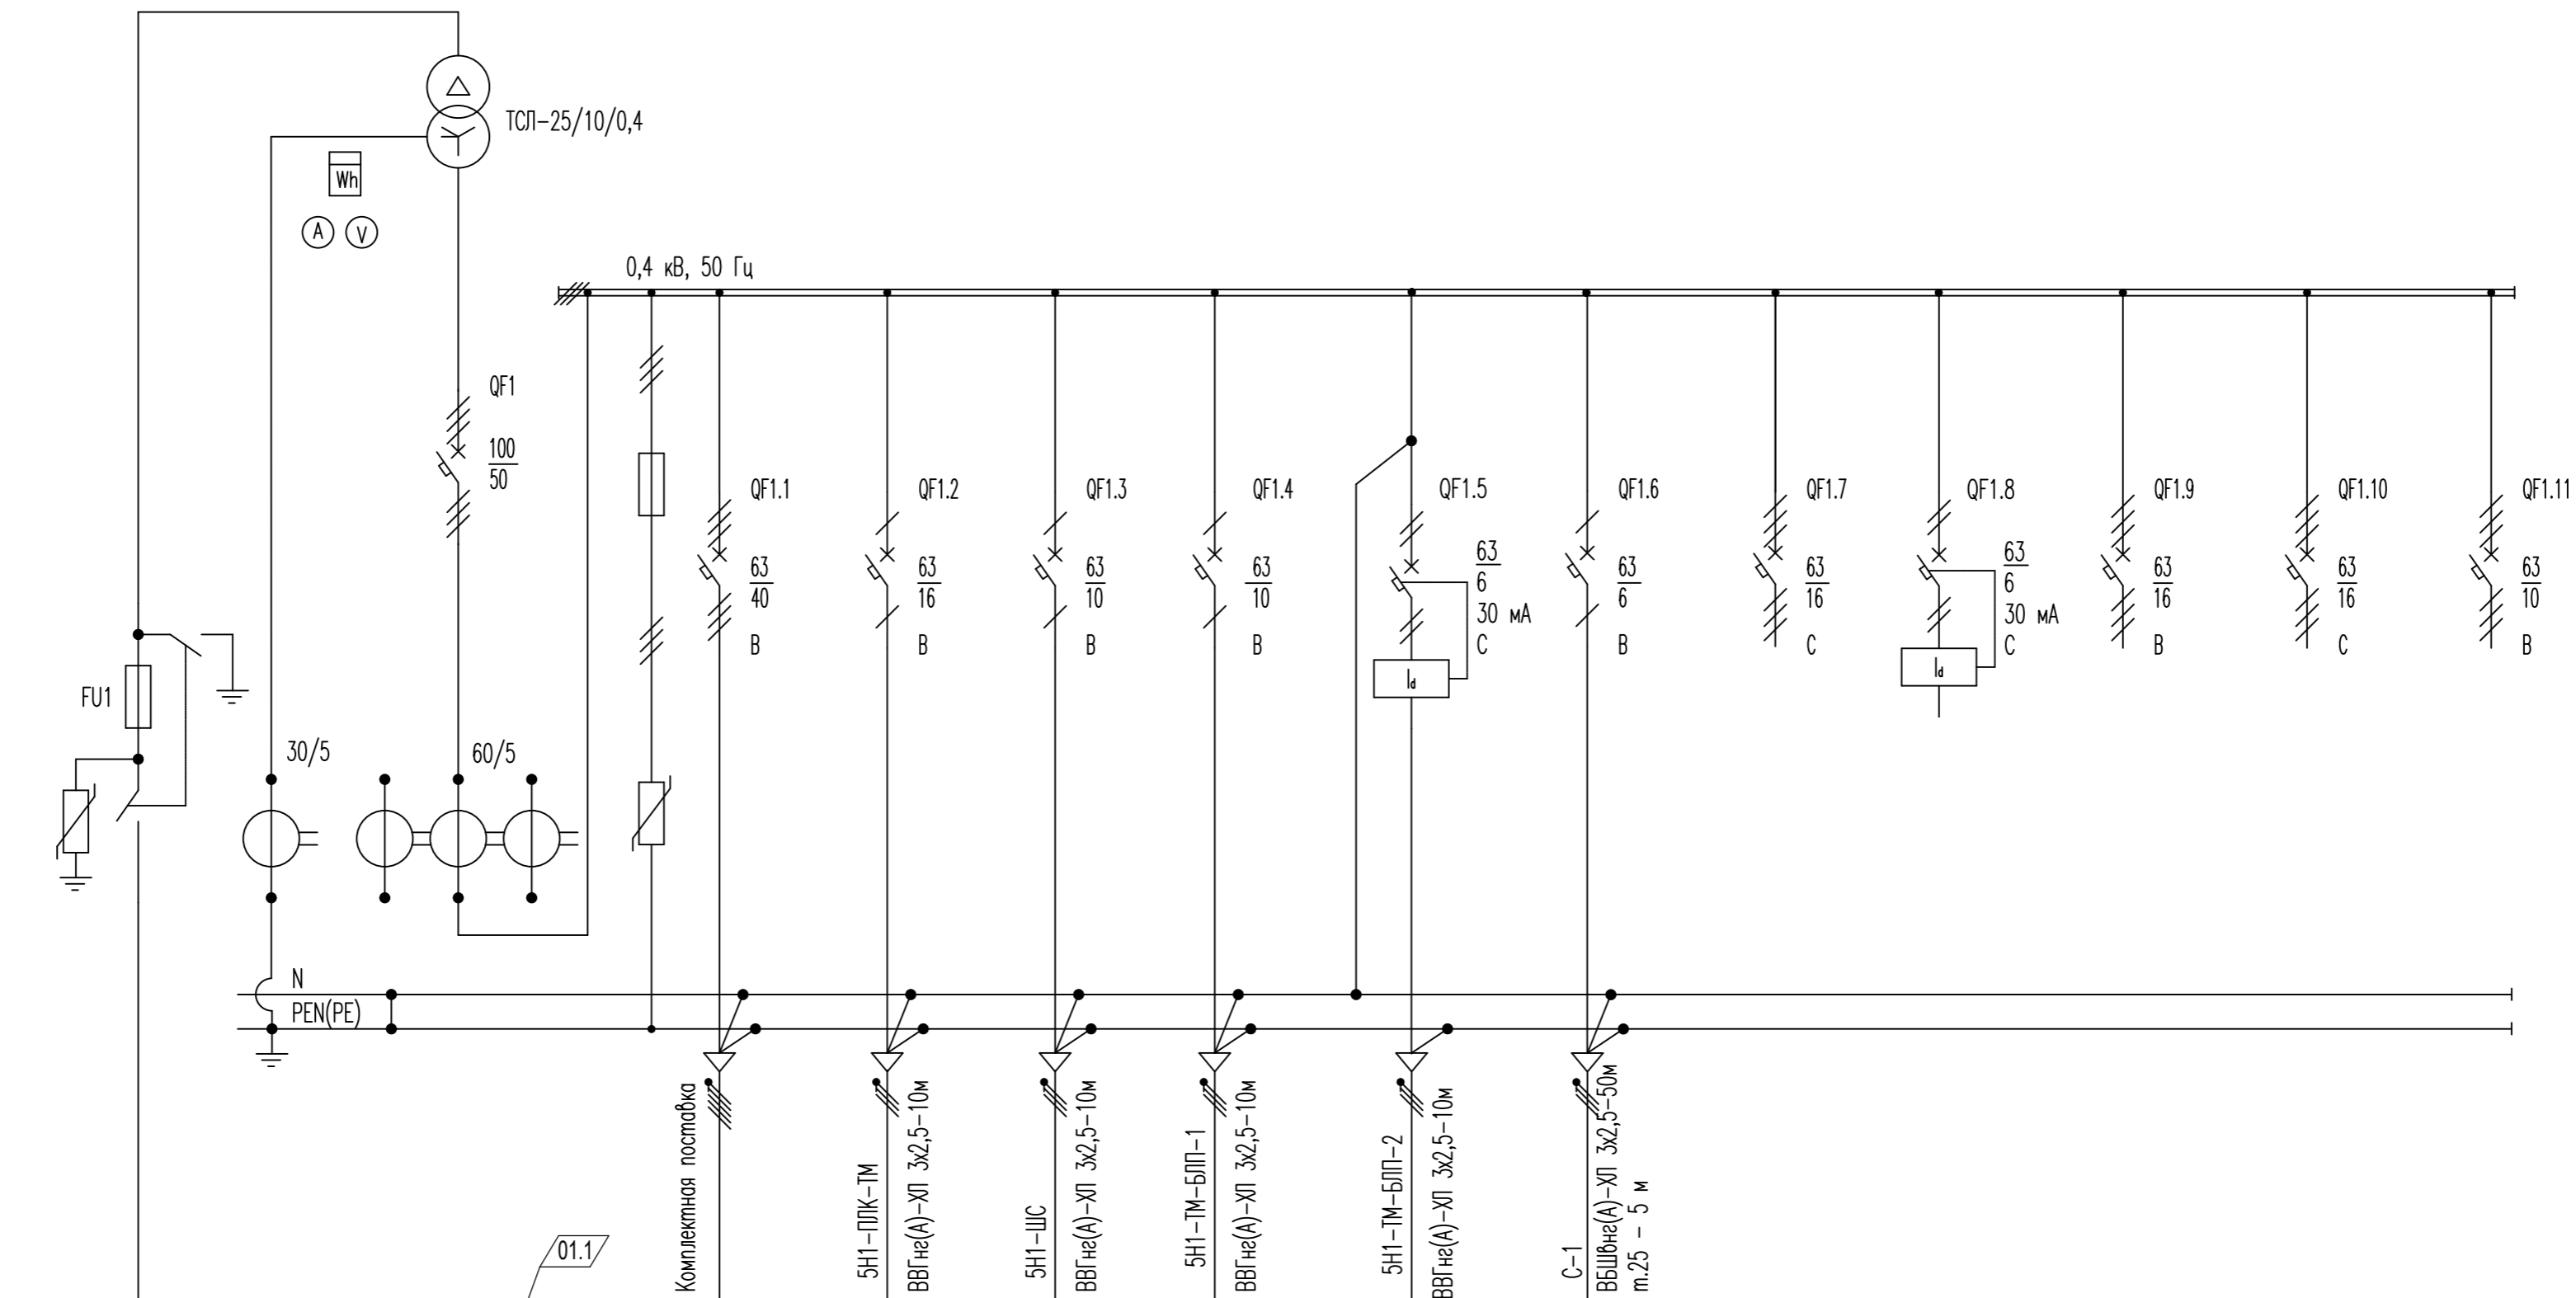 ТСЛ-25/10/0,4
Wh
A
V
0,4 кВ, 50 Гц
QF1
100
50
QF1.1
63
40
B
QF1.2
63
16
B
QF1.3
63
10
B
QF1.4
63
10
B
QF1.5
63
6
30 мА
C
Id
QF1.6
63
6
B
QF1.7
63
16
C
QF1.8
63
6
30 мА
C
Id
QF1.9
63
16
B
QF1.10
63
16
C
QF1.11
63
10
B
FU1
30/5
60/5
N
PEN(PE)
Комплектная поставка
5Н1-ПЛК-ТМ
ВВГнг(А)-ХЛ 3х2,5-10м
5Н1-ШС
ВВГнг(А)-ХЛ 3х2,5-10м
5Н1-ТМ-БЛП-1
ВВГнг(А)-ХЛ 3х2,5-10м
5Н1-ТМ-БЛП-2
ВВГнг(А)-ХЛ 3х2,5-10м
С-1
ВБШвнг(А)-ХЛ 3х2,5-50м
т.25 - 5 м
01.1